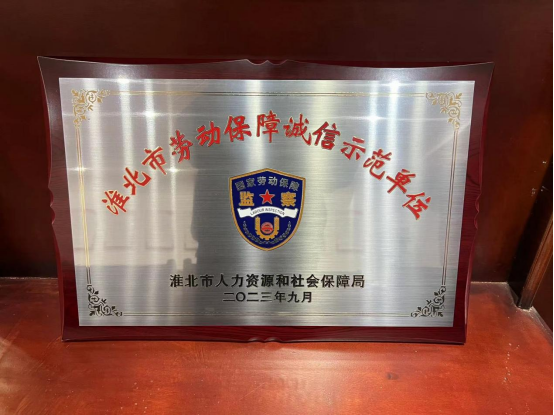 淮北市劳动保障诚信示范单位
国家劳动保障
监察
LABOUR INSPECTION
淮北市人力资源和社会保障局
二〇二三年九月